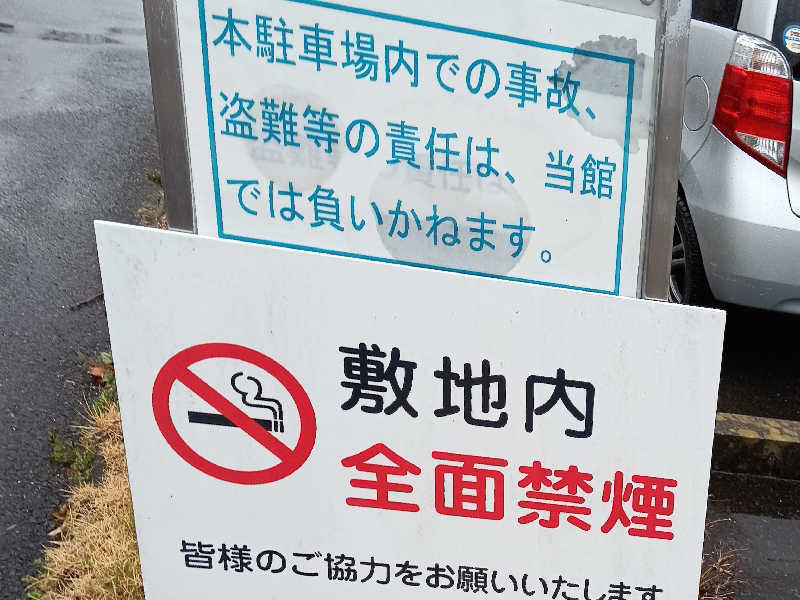 本駐車場内での事故、
盗難等の責任は、当館
では負いかねます。
敷地内
全面禁煙
皆様のご協力をお願いいたします